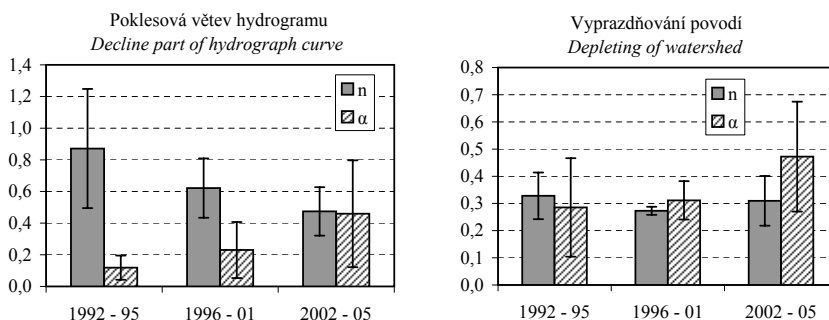 Poklesová větev hydrogramu
Decline part of hydrograph curve
1,4
1,2
1,0
0,8
0,6
0,4
0,2
0,0
n
α
1992 - 95
1996 - 01
2002 - 05
Vyprazdňování povodí
Depleting of watershed
0,8
0,7
0,6
0,5
0,4
0,3
0,2
0,1
0,0
n
α
1992 - 95
1996 - 01
2002 - 05